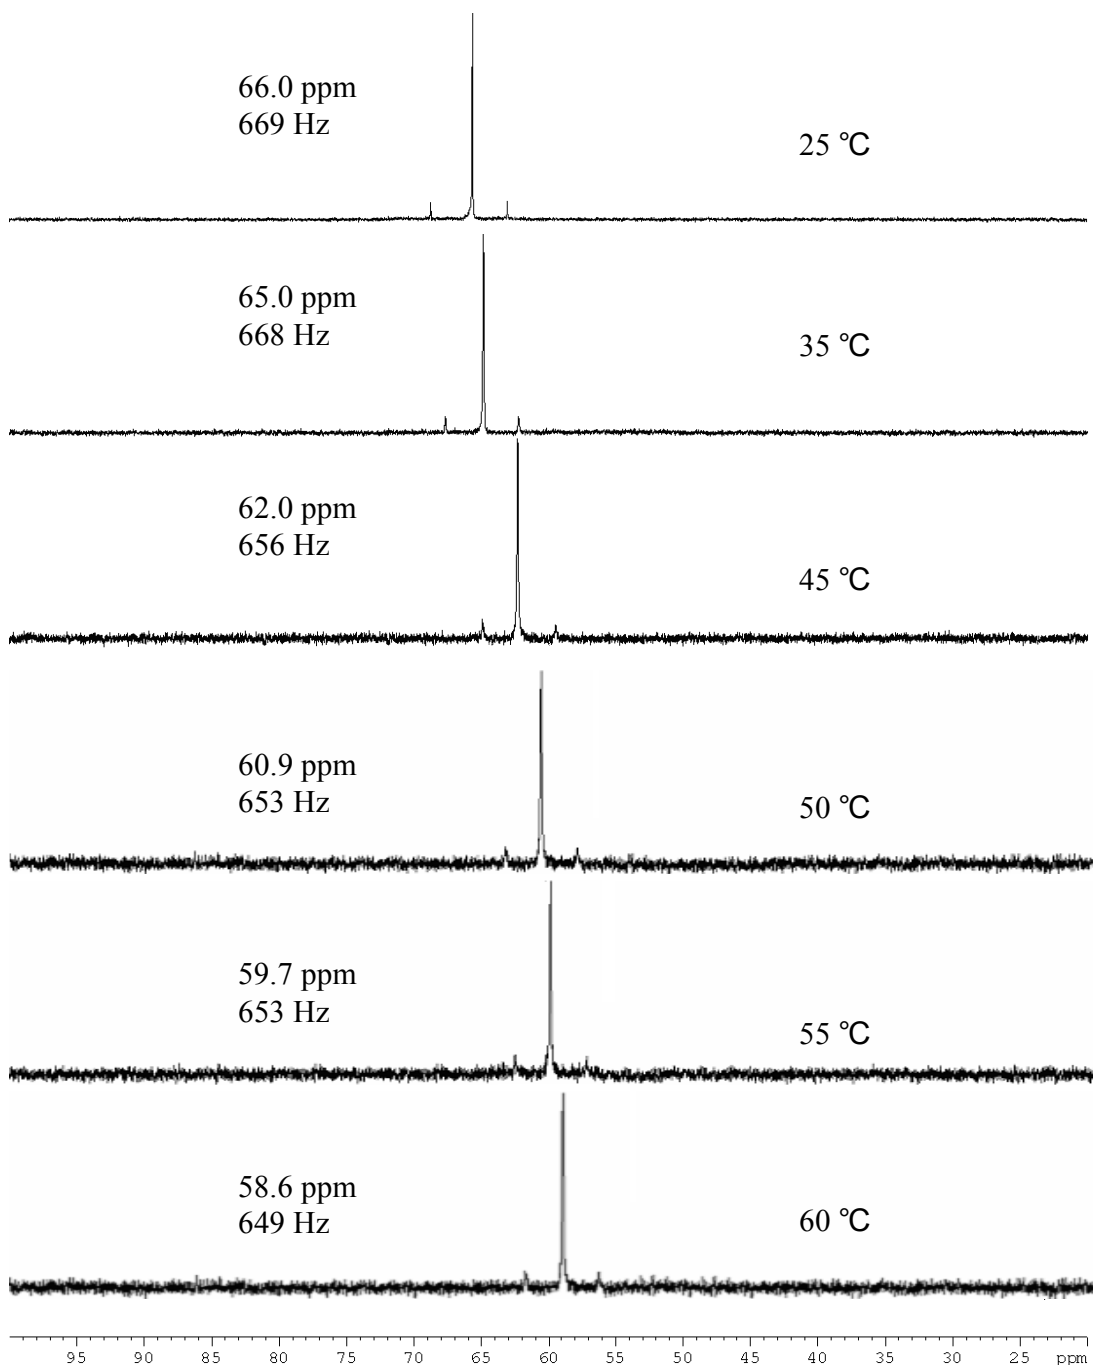 66.0 ppm
669 Hz
25 ℃
65.0 ppm
668 Hz
35 ℃
62.0 ppm
656 Hz
45 ℃
60.9 ppm
653 Hz
50 ℃
59.7 ppm
653 Hz
55 ℃
58.6 ppm
649 Hz
60 ℃
95 90 85 80 75 70 65 60 55 50 45 40 35 30 25 ppm